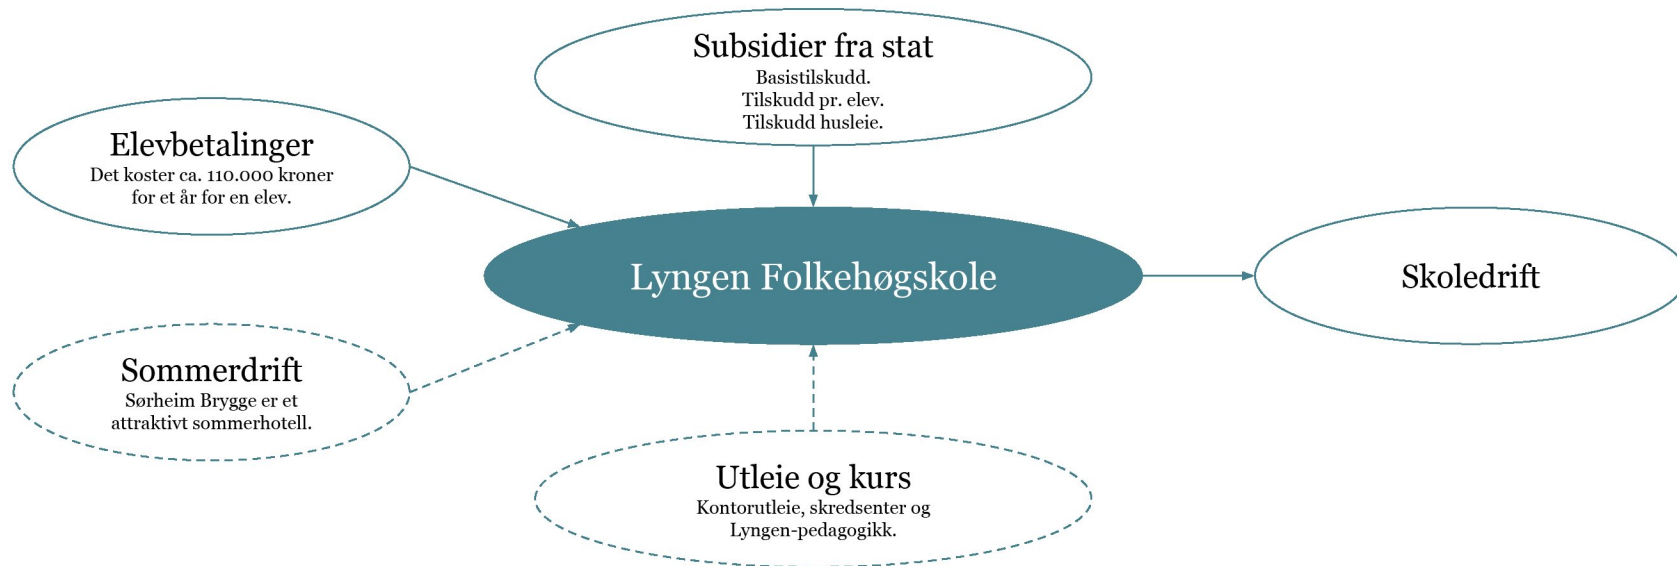 Subsidier fra stat
Basistilskudd.
Tilskudd pr. elev.
Tilskudd husleie.
Elevbetalinger
Det koster ca. 110.000 kroner
for et år for en elev.
Lyngen Folkehøgskole
Skoledrift
Sommerdrift
Sørheim Brygge er et
attraktivt sommerhotell.
Utleie og kurs
Kontorutleie, skredsenter og
Lyngen-pedagogikk.